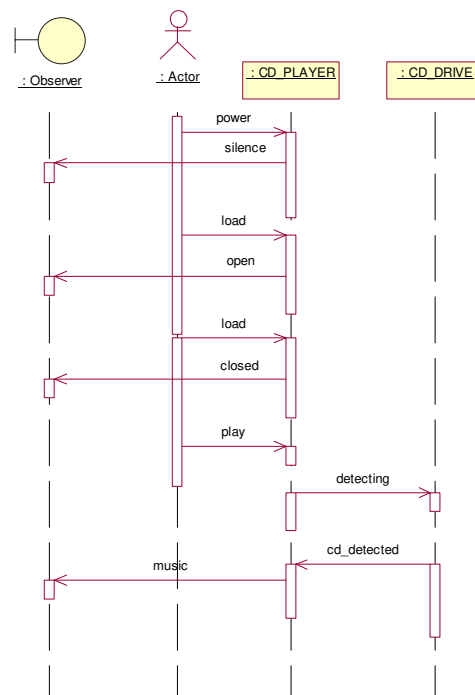 : Observer
: Actor
: CD_PLAYER
: CD_DRIVE
power
silence
load
open
load
closed
play
detecting
cd_detected
music